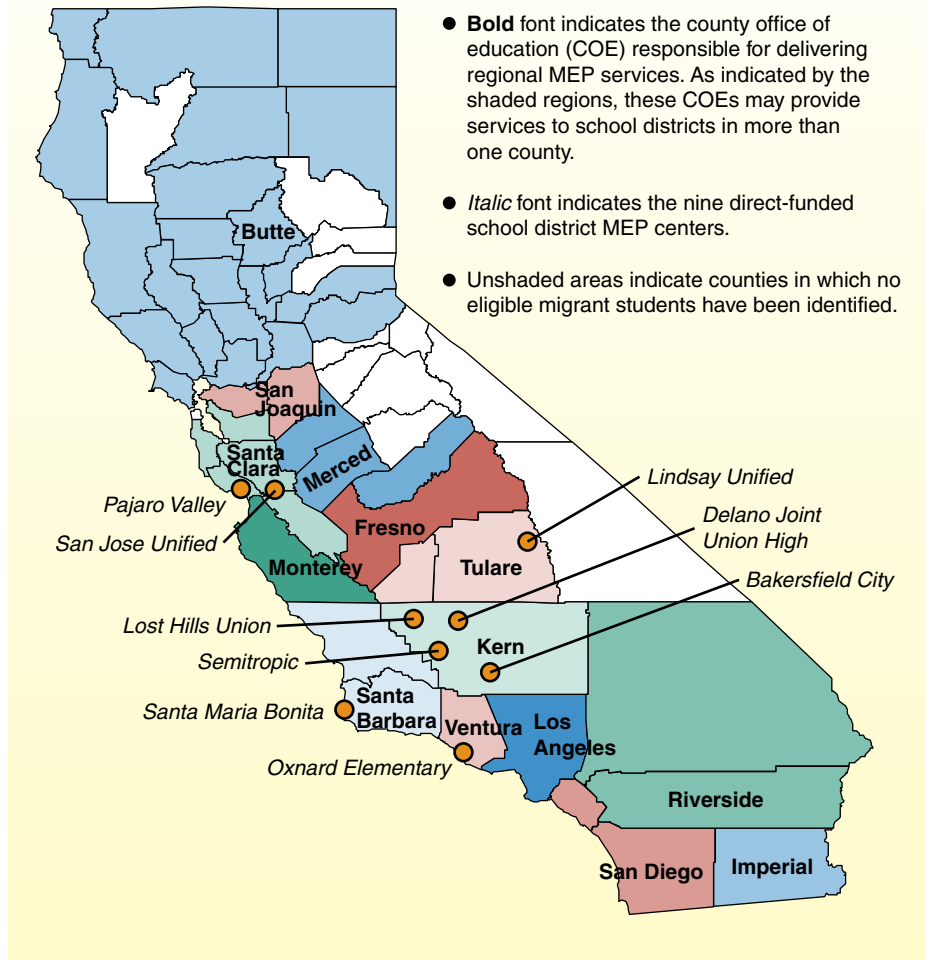 ● Bold font indicates the county office of
education (COE) responsible for delivering
regional MEP services. As indicated by the
shaded regions, these COEs may provide
services to school districts in more than
one county.
● Italic font indicates the nine direct-funded
school district MEP centers.
● Unshaded areas indicate counties in which no
eligible migrant students have been identified.
Butte
San
Joaquin
Santa
Clara
Merced
Pajaro Valley
San Jose Unified
Fresno
Monterey
Tulare
Lindsay Unified
Delano Joint
Union High
Bakersfield City
Lost Hills Union
Semitropic
Kern
Santa Maria Bonita
Santa
Barbara
Ventura
Los
Angeles
Oxnard Elementary
Riverside
San Diego
Imperial